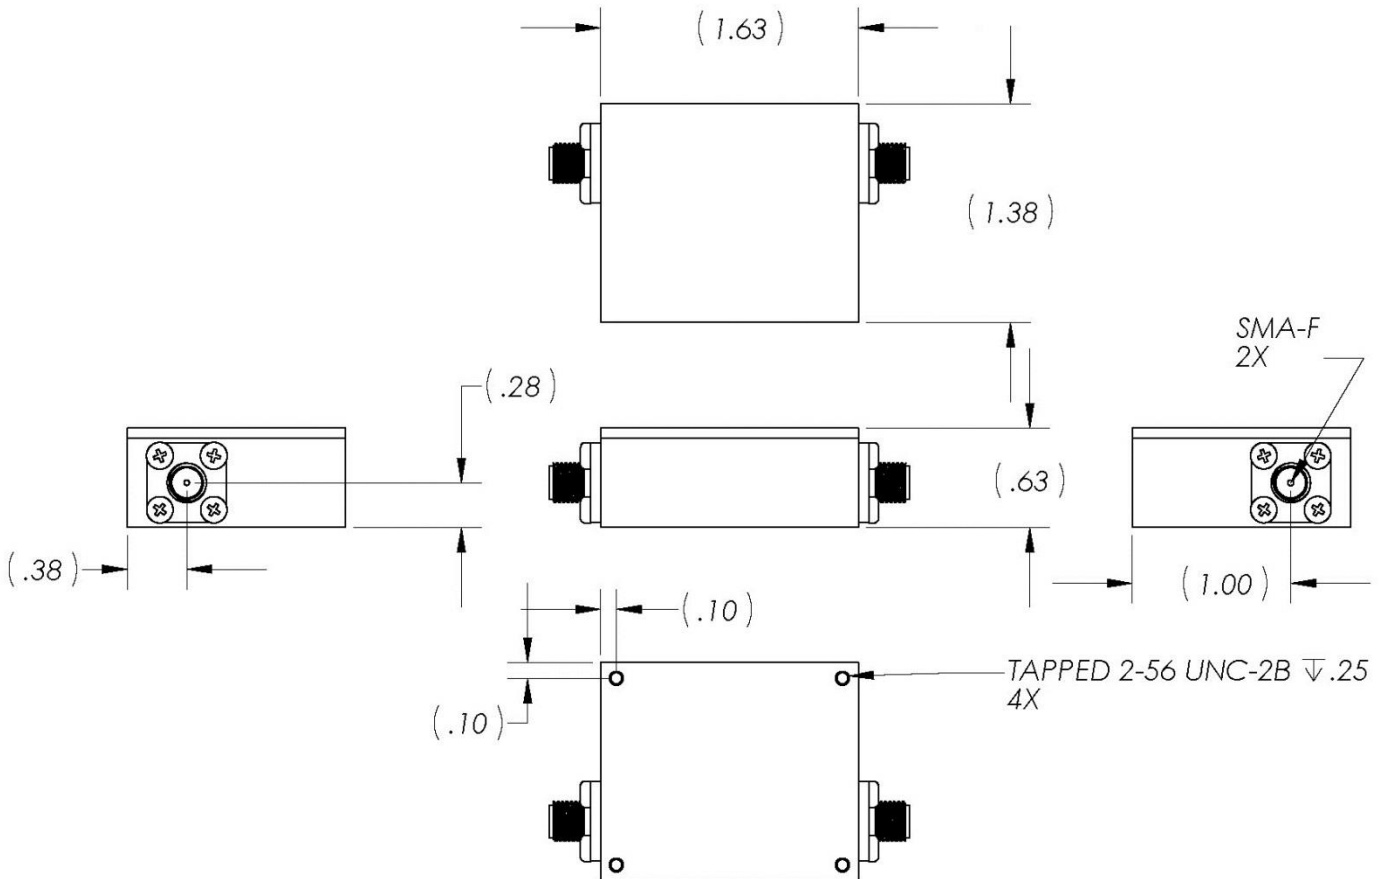 (1.63)
(1.38)
SMA-F
2X
(.28)
(.63)
(.38)
(1.00)
(.10)
TAPPED 2-56 UNC-2B ↧ .25
4X
(.10)